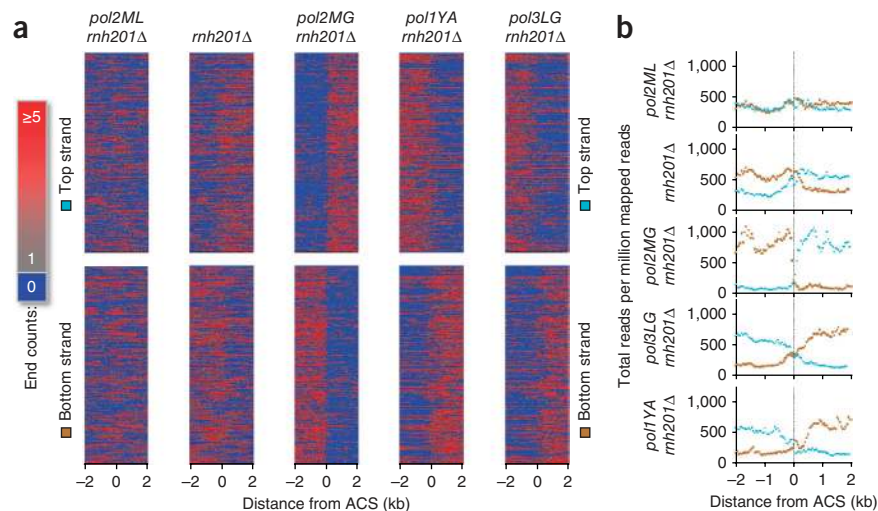 a
pol2ML rnh201Δ
rnh201Δ
pol2MG rnh201Δ
pol1YA rnh201Δ
pol3LG rnh201Δ
≥5
1
0
End counts:
Top strand
Bottom strand
Top strand
Bottom strand
−2 0 2
−2 0 2
−2 0 2
−2 0 2
−2 0 2
Distance from ACS (kb)
b
Total reads per million mapped reads
pol2ML rnh201Δ
1,000
500
0
rnh201Δ
1,000
500
0
pol2MG rnh201Δ
1,000
500
0
pol3LG rnh201Δ
1,000
500
0
pol1YA rnh201Δ
1,000
500
0
−2 −1 0 1 2
Distance from ACS (kb)